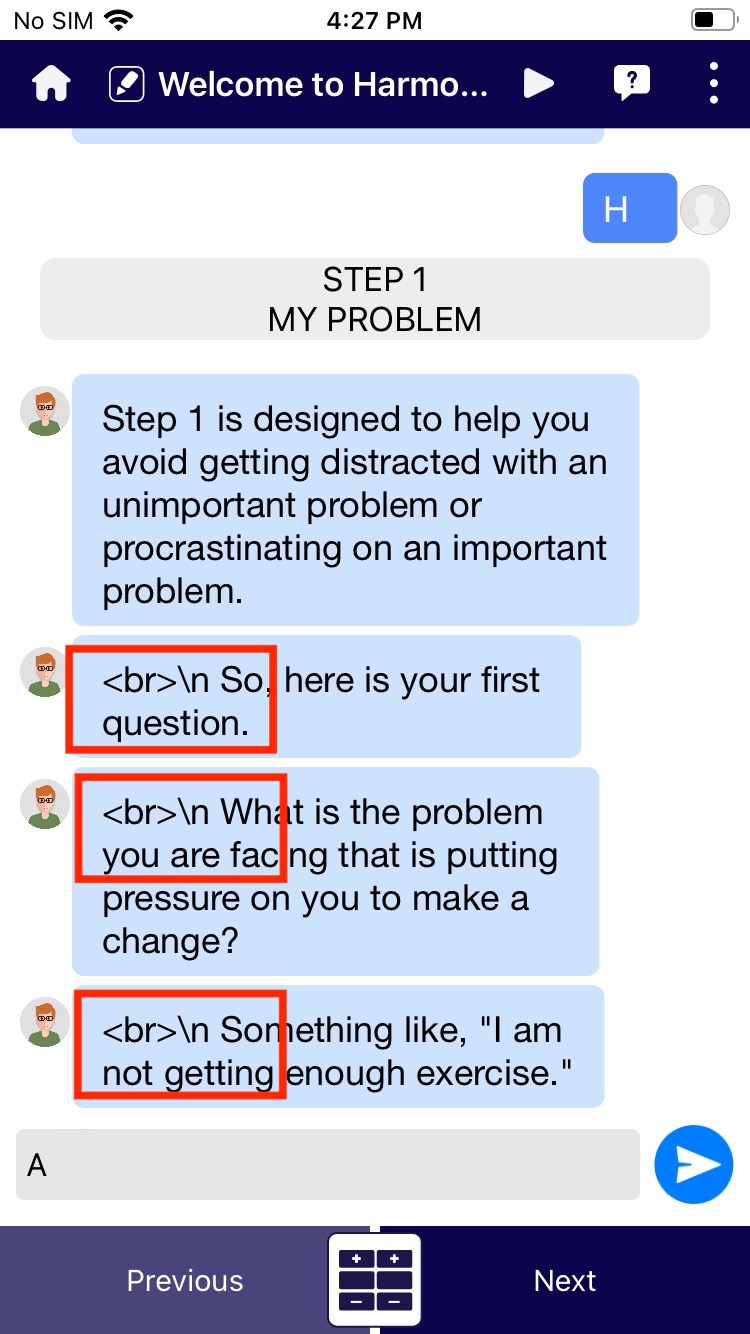 No SIM 4:27 PM
Welcome to Harmo... ?
H
STEP 1
MY PROBLEM
Step 1 is designed to help you
avoid getting distracted with an
unimportant problem or
procrastinating on an important
problem.
<br>\n So, here is your first
question.
<br>\n What is the problem
you are facing that is putting
pressure on you to make a
change?
<br>\n Something like, "I am
not getting enough exercise."
A
Previous + + - - Next